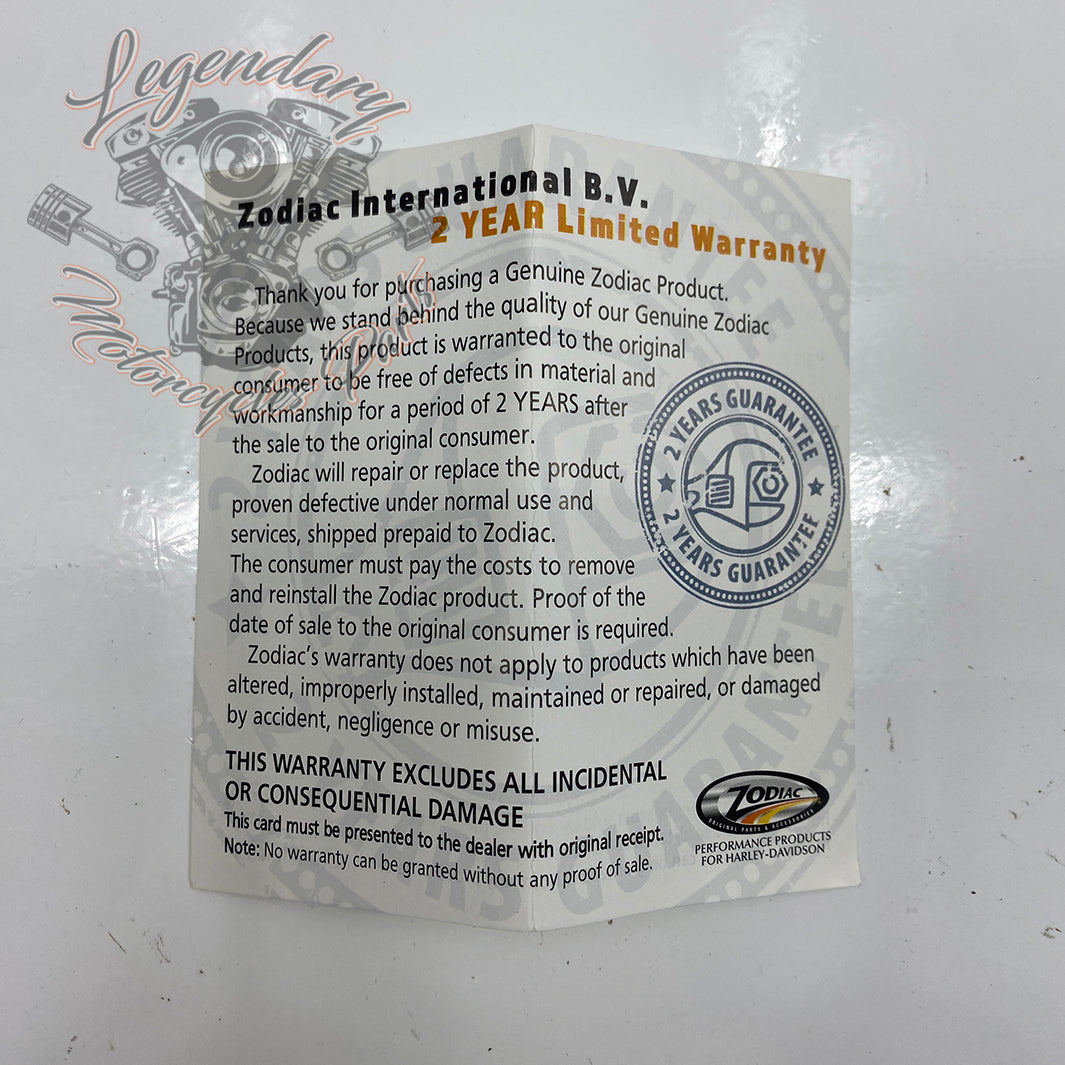 Legendary
Motorcycles Parts
Zodiac International B.V.
2 YEAR Limited Warranty
Thank you for purchasing a Genuine Zodiac Product.
Because we stand behind the quality of our Genuine Zodiac
Products, this product is warranted to the original
consumer to be free of defects in material and
workmanship for a period of 2 YEARS after
the sale to the original consumer.
Zodiac will repair or replace the product,
proven defective under normal use and
services, shipped prepaid to Zodiac.
The consumer must pay the costs to remove
and reinstall the Zodiac product. Proof of the
date of sale to the original consumer is required.
Zodiac's warranty does not apply to products which have been
altered, improperly installed, maintained or repaired, or damaged
by accident, negligence or misuse.
2 YEARS GUARANTEE
2 YEARS GUARANTEE
THIS WARRANTY EXCLUDES ALL INCIDENTAL
OR CONSEQUENTIAL DAMAGE
This card must be presented to the dealer with original receipt.
Note: No warranty can be granted without any proof of sale.
ZODIAC
ORIGINAL PARTS & ACCESSORIES
PERFORMANCE PRODUCTS
FOR HARLEY-DAVIDSON